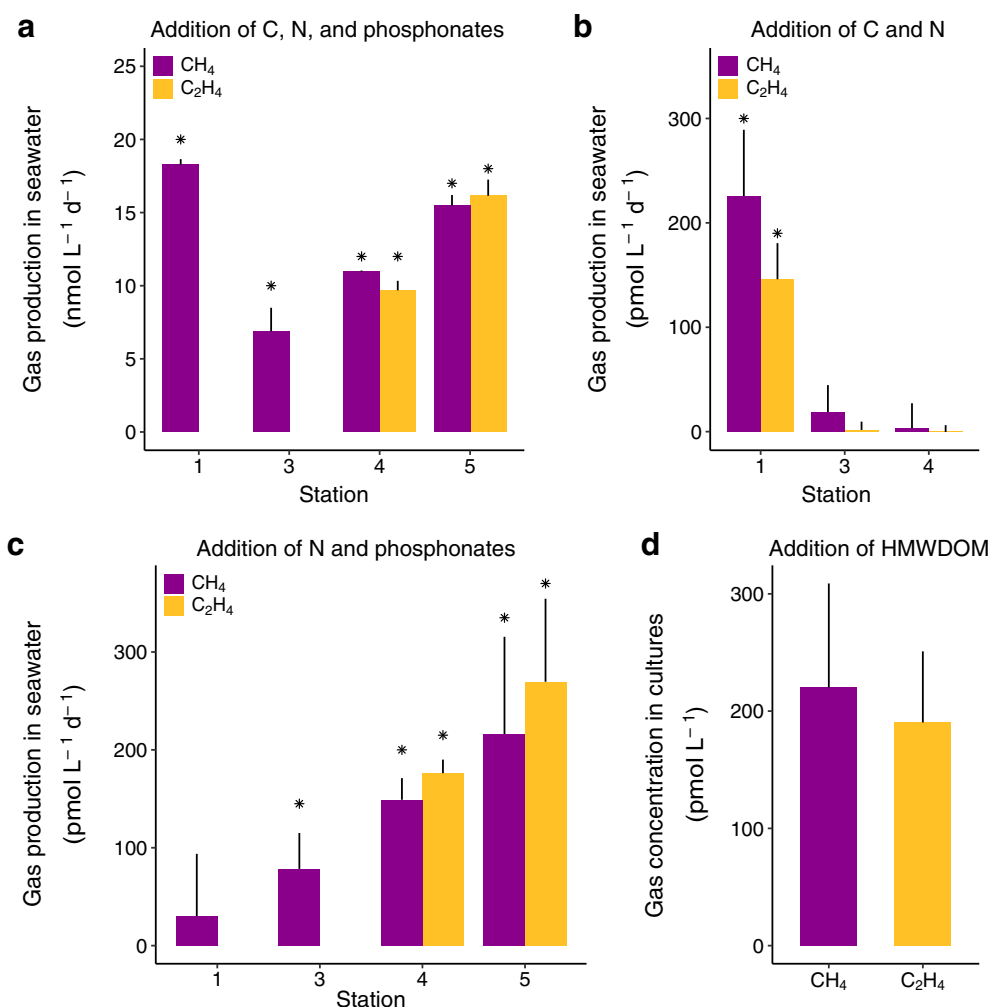 a
Addition of C, N, and phosphonates
Gas production in seawater
(nmol L⁻¹ d⁻¹)
CH₄
C₂H₄
25
20
15
10
5
0
* * * * * *
1 3 4 5
Station
b
Addition of C and N
Gas production in seawater
(pmol L⁻¹ d⁻¹)
CH₄
C₂H₄
300
200
100
0
* *
1 3 4
Station
c
Addition of N and phosphonates
Gas production in seawater
(pmol L⁻¹ d⁻¹)
CH₄
C₂H₄
300
200
100
0
* * * * *
1 3 4 5
Station
d
Addition of HMWDOM
Gas concentration in cultures
(pmol L⁻¹)
300
200
100
0
CH₄ C₂H₄